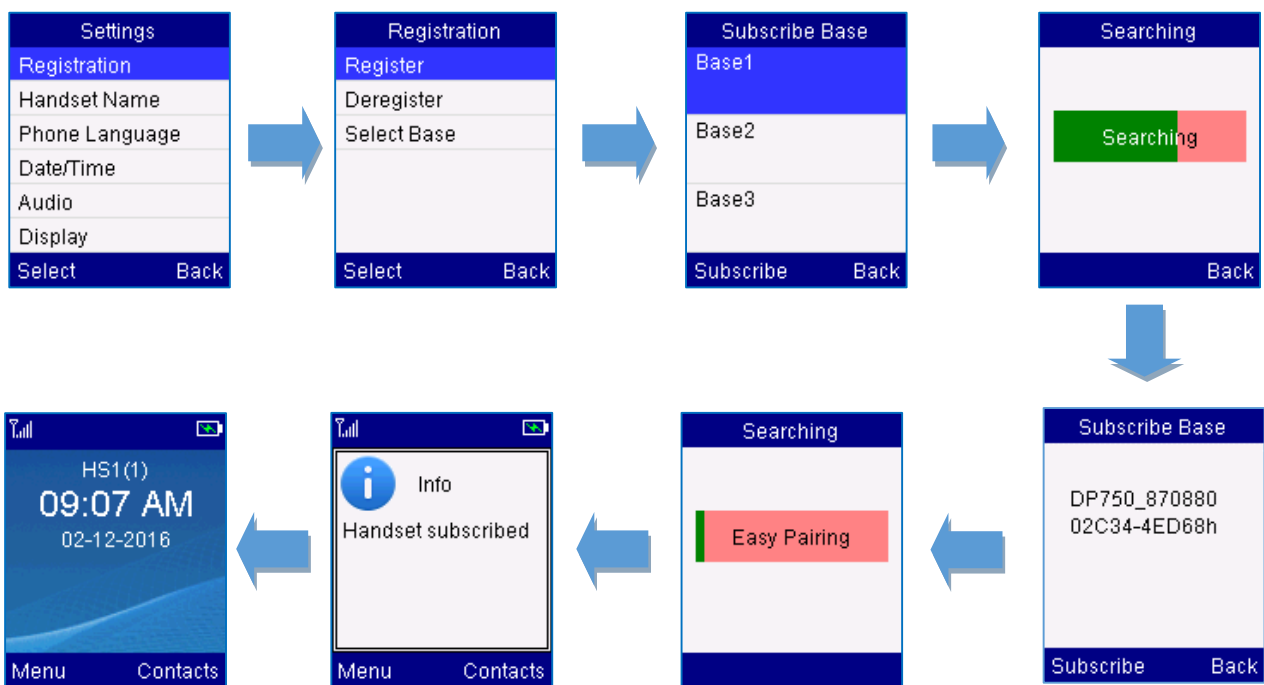 Settings
Registration
Handset Name
Phone Language
Date/Time
Audio
Display
Select Back
Registration
Register
Deregister
Select Base
Select Back
Subscribe Base
Base1
Base2
Base3
Subscribe Back
Searching
Searching
Back
Subscribe Base
DP750_870880
02C34-4ED68h
Subscribe Back
Searching
Easy Pairing
Info
Handset subscribed
Menu Contacts
HS1(1)
09:07 AM
02-12-2016
Menu Contacts